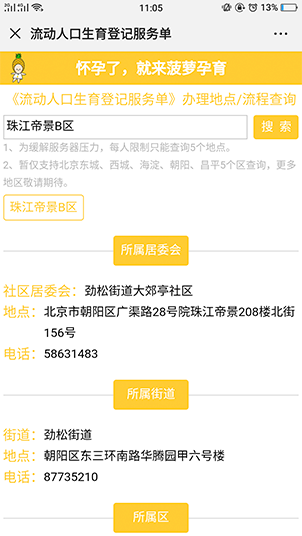 11:05
13%
流动人口生育登记服务单
怀孕了，就来菠萝孕育
《流动人口生育登记服务单》办理地点/流程查询
珠江帝景B区
搜 索
1、为缓解服务器压力，每人限制只能查询5个地点。
2、暂仅支持北京东城、西城、海淀、朝阳、昌平5个区查询，更多
地区敬请期待。
珠江帝景B区
所属居委会
社区居委会：劲松街道大郊亭社区
地点：北京市朝阳区广渠路28号院珠江帝景208楼北街
156号
电话：58631483
所属街道
街道：劲松街道
地点：朝阳区东三环南路华腾园甲六号楼
电话：87735210
所属区